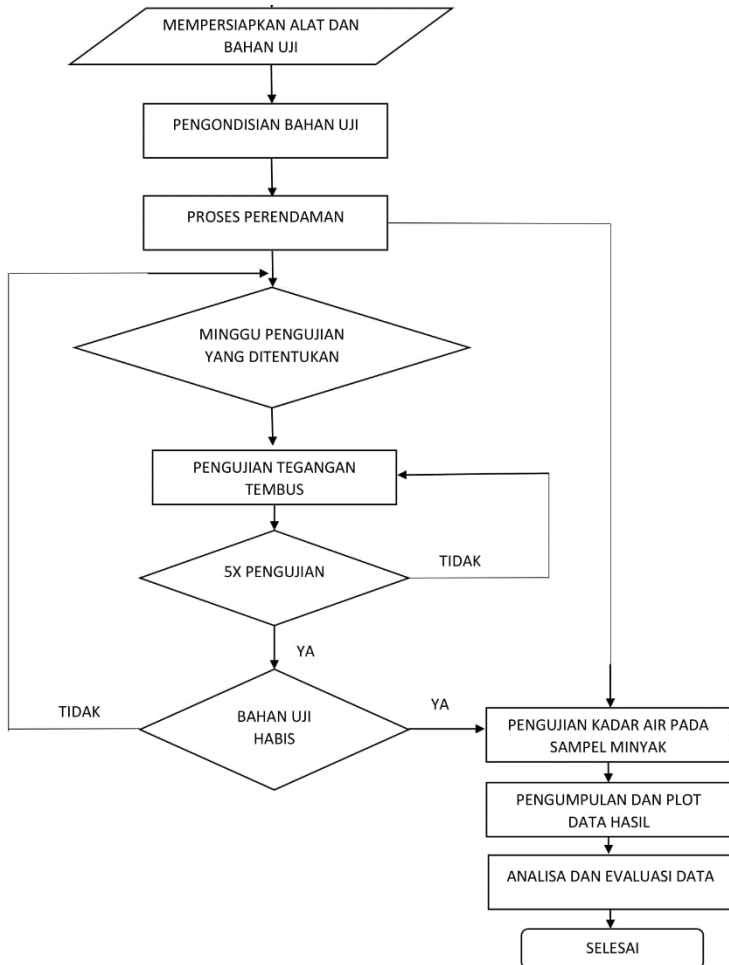 MEMPERSIAPKAN ALAT DAN
BAHAN UJI
PENGONDISIAN BAHAN UJI
PROSES PERENDAMAN
MINGGU PENGUJIAN
YANG DITENTUKAN
PENGUJIAN TEGANGAN
TEMBUS
5X PENGUJIAN
TIDAK
YA
TIDAK
BAHAN UJI
HABIS
YA
PENGUJIAN KADAR AIR PADA
SAMPEL MINYAK
PENGUMPULAN DAN PLOT
DATA HASIL
ANALISA DAN EVALUASI DATA
SELESAI